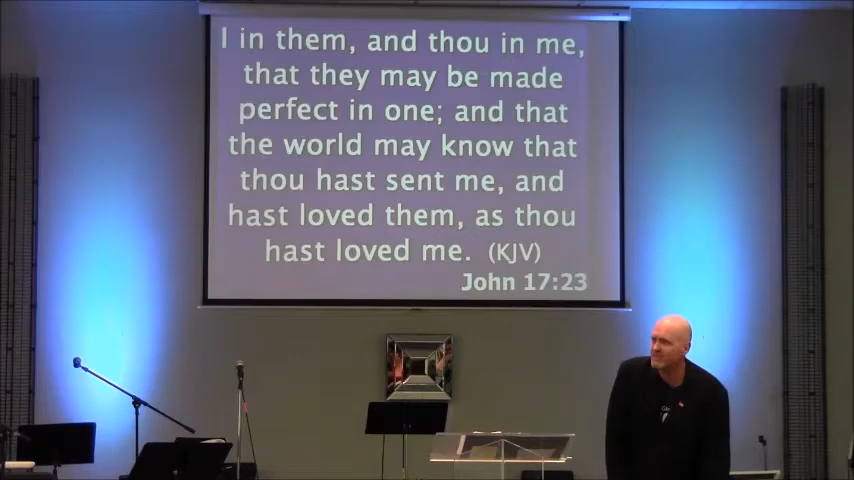 I in them, and thou in me,
that they may be made
perfect in one; and that
the world may know that
thou hast sent me, and
hast loved them, as thou
hast loved me. (KJV)
John 17:23